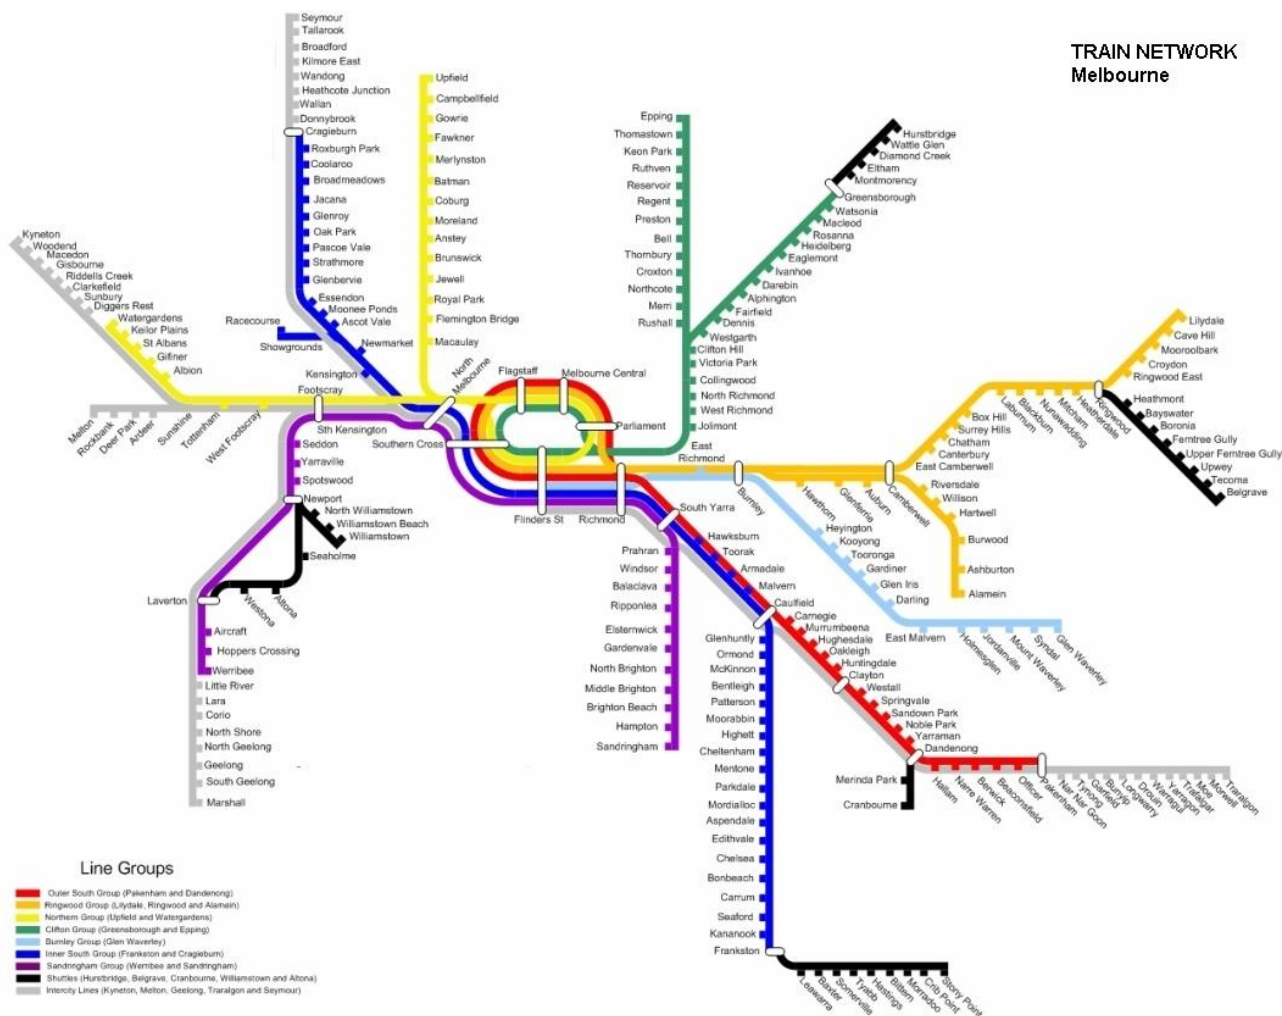 TRAIN NETWORK
Melbourne
Seymour
Tallarook
Broadford
Kilmore East
Wandong
Heathcote Junction
Wallan
Donnybrook
Cragieburn
Roxburgh Park
Coolaroo
Broadmeadows
Jacana
Glenroy
Oak Park
Pascoe Vale
Strathmore
Glenbervie
Essendon
Moonee Ponds
Ascot Vale
Racecourse
Showgrounds
Newmarket
Kensington
Upfield
Campbellfield
Gowrie
Fawkner
Merlynston
Batman
Coburg
Moreland
Anstey
Brunswick
Jewell
Royal Park
Flemington Bridge
Macaulay
Epping
Thomastown
Keon Park
Ruthven
Reservoir
Regent
Preston
Bell
Thornbury
Croxton
Northcote
Merri
Rushall
Hurstbridge
Wattle Glen
Diamond Creek
Eltham
Montmorency
Greensborough
Watsonia
Macleod
Rosanna
Heidelberg
Eaglemont
Ivanhoe
Darebin
Alphington
Fairfield
Dennis
Westgarth
Clifton Hill
Victoria Park
Collingwood
North Richmond
West Richmond
Jolimont
Kyneton
Woodend
Macedon
Gisbourne
Riddells Creek
Clarkefield
Sunbury
Diggers Rest
Watergardens
Keilor Plains
St Albans
Gifiner
Albion
Melton
Rockbank
Deer Park
Ardeer
Sunshine
Tottenham
West Footscray
Footscray
Sth Kensington
North
Melbourne
Southern Cross
Flagstaff
Melbourne Central
Parliament
Flinders St
Richmond
East
Richmond
Burnley
Hawthorn
Glenferrie
Auburn
Camberwell
East Camberwell
Canterbury
Chatham
Surrey Hills
Box Hill
Laburnum
Blackburn
Nunawadding
Mitcham
Heatherdale
Ringwood
Ringwood East
Croydon
Mooroolbark
Cave Hill
Lilydale
Heathmont
Bayswater
Boronia
Ferntree Gully
Upper Ferntree Gully
Upwey
Tecoma
Belgrave
Riversdale
Willison
Hartwell
Burwood
Ashburton
Alamein
Heyington
Kooyong
Tooronga
Gardiner
Glen Iris
Darling
East Malvern
Holmesglen
Jordanville
Mount Waverley
Syndal
Glen Waverley
Seddon
Yarraville
Spotswood
Newport
North Williamstown
Williamstown Beach
Williamstown
Seaholme
Altona
Westona
Laverton
Aircraft
Hoppers Crossing
Werribee
Little River
Lara
Corio
North Shore
North Geelong
Geelong
South Geelong
Marshall
South Yarra
Prahran
Windsor
Balaclava
Ripponlea
Elsternwick
Gardenvale
North Brighton
Middle Brighton
Brighton Beach
Hampton
Sandringham
Hawksburn
Toorak
Armadale
Malvern
Caulfield
Carnegie
Murrumbeena
Hughesdale
Oakleigh
Huntingdale
Clayton
Westall
Springvale
Sandown Park
Noble Park
Yarraman
Dandenong
Merinda Park
Cranbourne
Hallam
Narre Warren
Berwick
Beaconsfield
Officer
Pakenham
Nar Nar Goon
Tynong
Garfield
Bunyip
Longwarry
Drouin
Warragul
Yarragon
Trafalgar
Moe
Morwell
Traralgon
Glenhuntly
Ormond
McKinnon
Bentleigh
Patterson
Moorabbin
Highett
Cheltenham
Mentone
Parkdale
Mordialloc
Aspendale
Edithvale
Chelsea
Bonbeach
Carrum
Seaford
Kananook
Frankston
Leawarra
Baxter
Somerville
Tyabb
Hastings
Bittern
Morradoo
Crib Point
Stony Point
Line Groups
Outer South Group (Pakenham and Dandenong)
Ringwood Group (Lilydale, Ringwood and Alamein)
Northern Group (Upfield and Watergardens)
Clifton Group (Greensborough and Epping)
Burnley Group (Glen Waverley)
Inner South Group (Frankston and Cragieburn)
Sandringham Group (Werribee and Sandringham)
Shuttles (Hurstbridge, Belgrave, Cranbourne, Williamstown and Altona)
Intercity Lines (Kyneton, Melton, Geelong, Traralgon and Seymour)